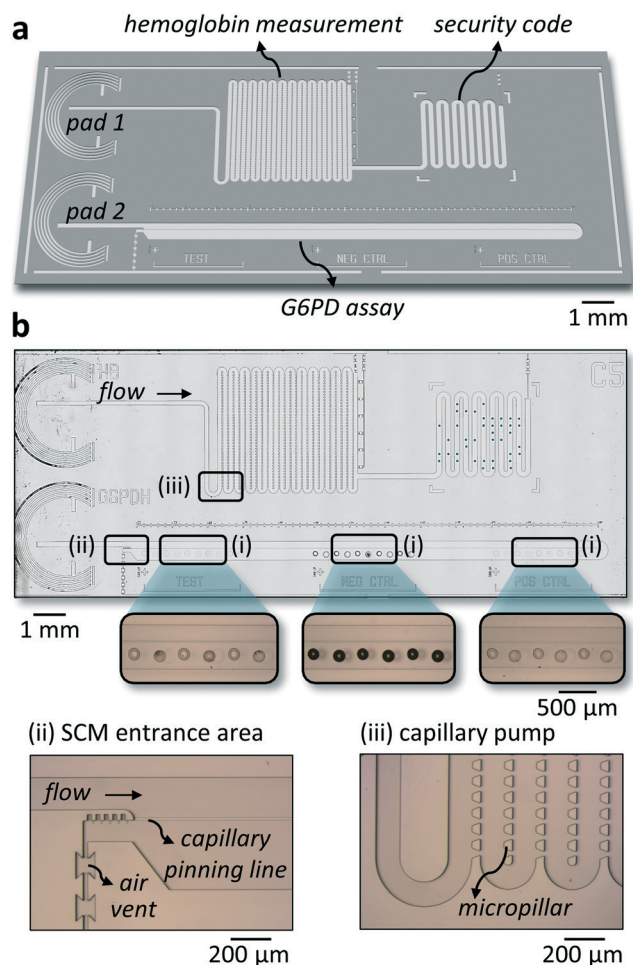 a
hemoglobin measurement
security code
pad 1
pad 2
TEST
NEG CTRL
POS CTRL
G6PD assay
1 mm
b
HB
C5
flow
(iii)
G6PDH
(ii)
(i)
(i)
(i)
TEST
NEG CTRL
POS CTRL
1 mm
500 µm
(ii) SCM entrance area
(iii) capillary pump
flow
capillary
pinning line
air
vent
micropillar
200 µm
200 µm